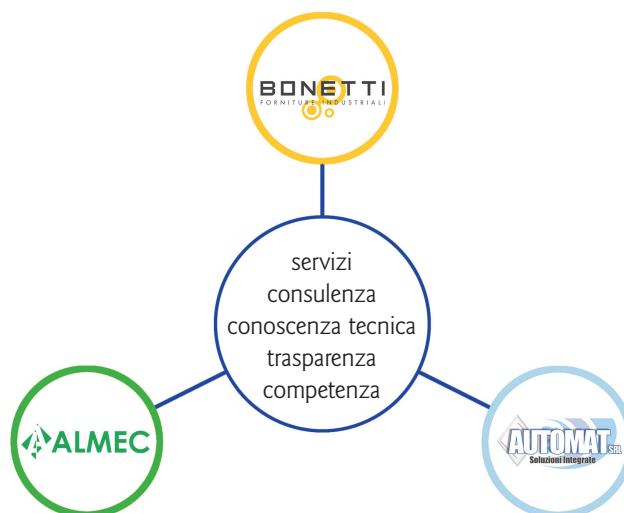 BONETTI
FORNITURE INDUSTRIALI
servizi
consulenza
conoscenza tecnica
trasparenza
competenza
ALMEC
AUTOMAT SRL
Soluzioni Integrate